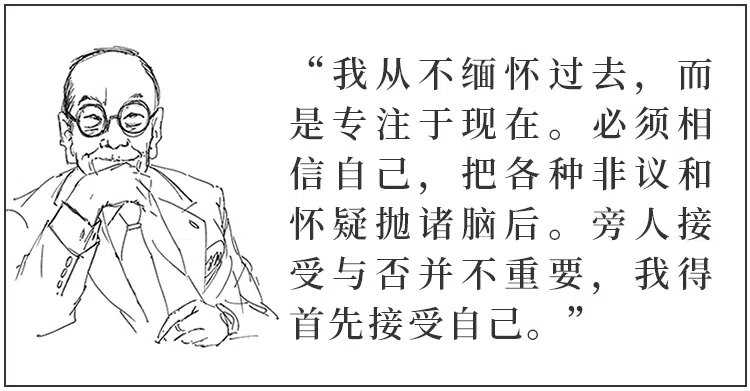 “我从不缅怀过去，而
是专注于现在。必须相
信自己，把各种非议和
怀疑抛诸脑后。旁人接
受与否并不重要，我得
首先接受自己。”